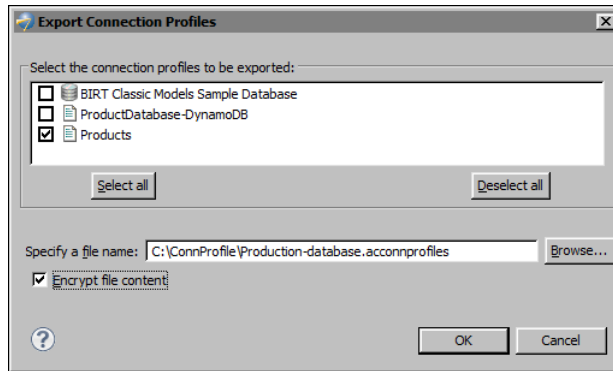 Export Connection Profiles
Select the connection profiles to be exported:
BIRT Classic Models Sample Database
ProductDatabase-DynamoDB
Products
Select all
Deselect all
Specify a file name: C:\ConnProfile\Production-database.acconnprofiles Browse...
Encrypt file content
? OK Cancel